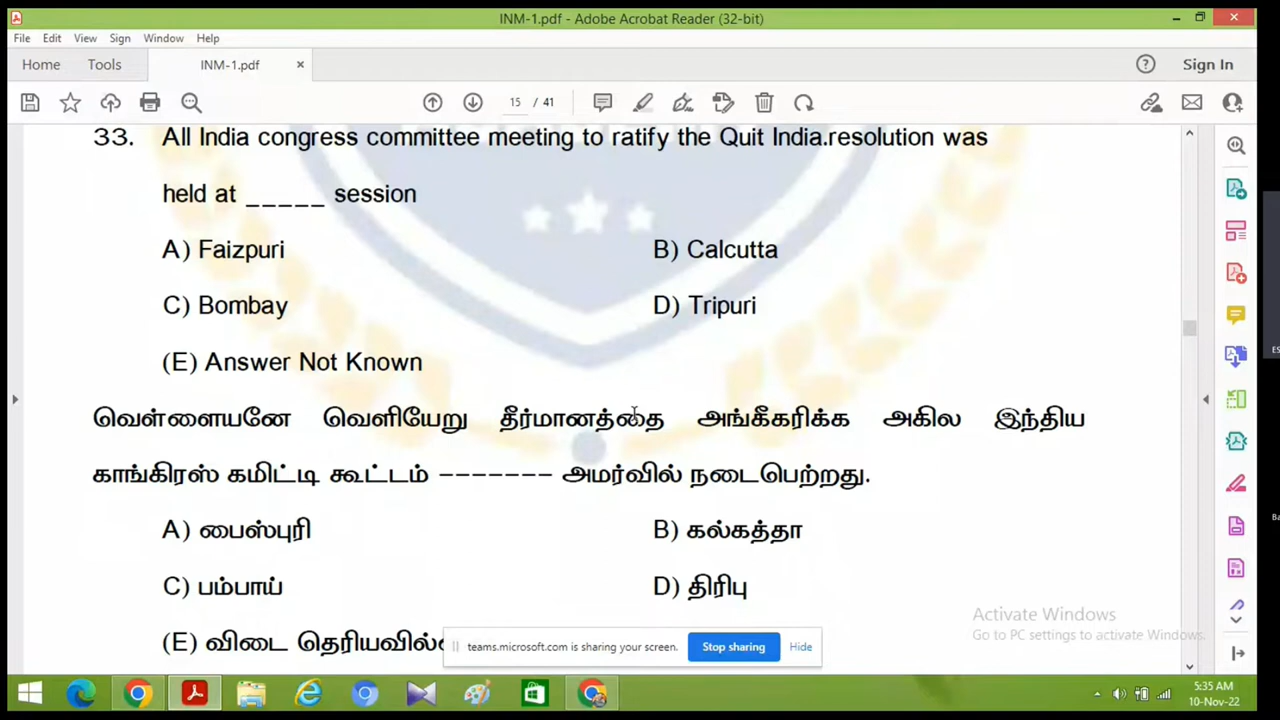 INM-1.pdf - Adobe Acrobat Reader (32-bit)
File Edit View Sign Window Help
Home Tools INM-1.pdf × Sign In
15 / 41
33. All India congress committee meeting to ratify the Quit India.resolution was
held at _____ session
A) Faizpuri B) Calcutta
C) Bombay D) Tripuri
(E) Answer Not Known
வெள்ளையனே வெளியேறு தீர்மானத்தை அங்கீகரிக்க அகில இந்திய
காங்கிரஸ் கமிட்டி கூட்டம் ------- அமர்வில் நடைபெற்றது.
A) பைஸ்புரி B) கல்கத்தா
C) பம்பாய் D) திரிபு
Activate Windows
Go to PC settings to activate Windows.
(E) விடை
teams.microsoft.com is sharing your screen. Stop sharing Hide
5:35 AM
10-Nov-22